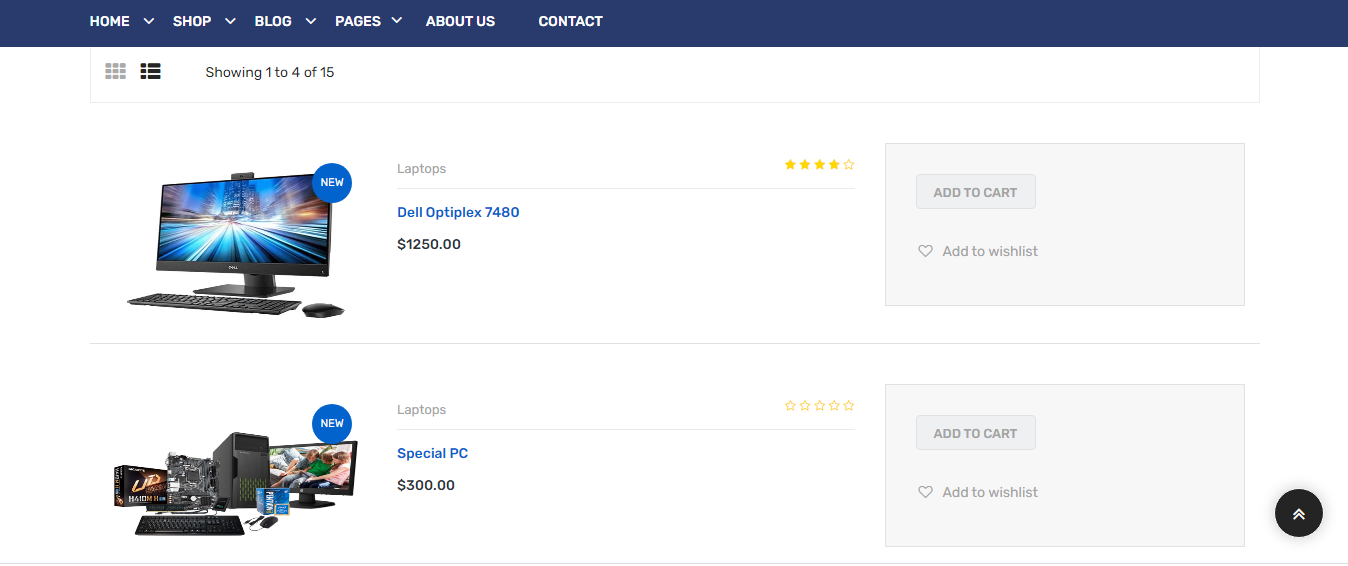 HOME SHOP BLOG PAGES ABOUT US CONTACT
Showing 1 to 4 of 15
NEW
Laptops
Dell Optiplex 7480
$1250.00
ADD TO CART
Add to wishlist
DELL
NEW
Laptops
Special PC
$300.00
ADD TO CART
Add to wishlist
H410M H